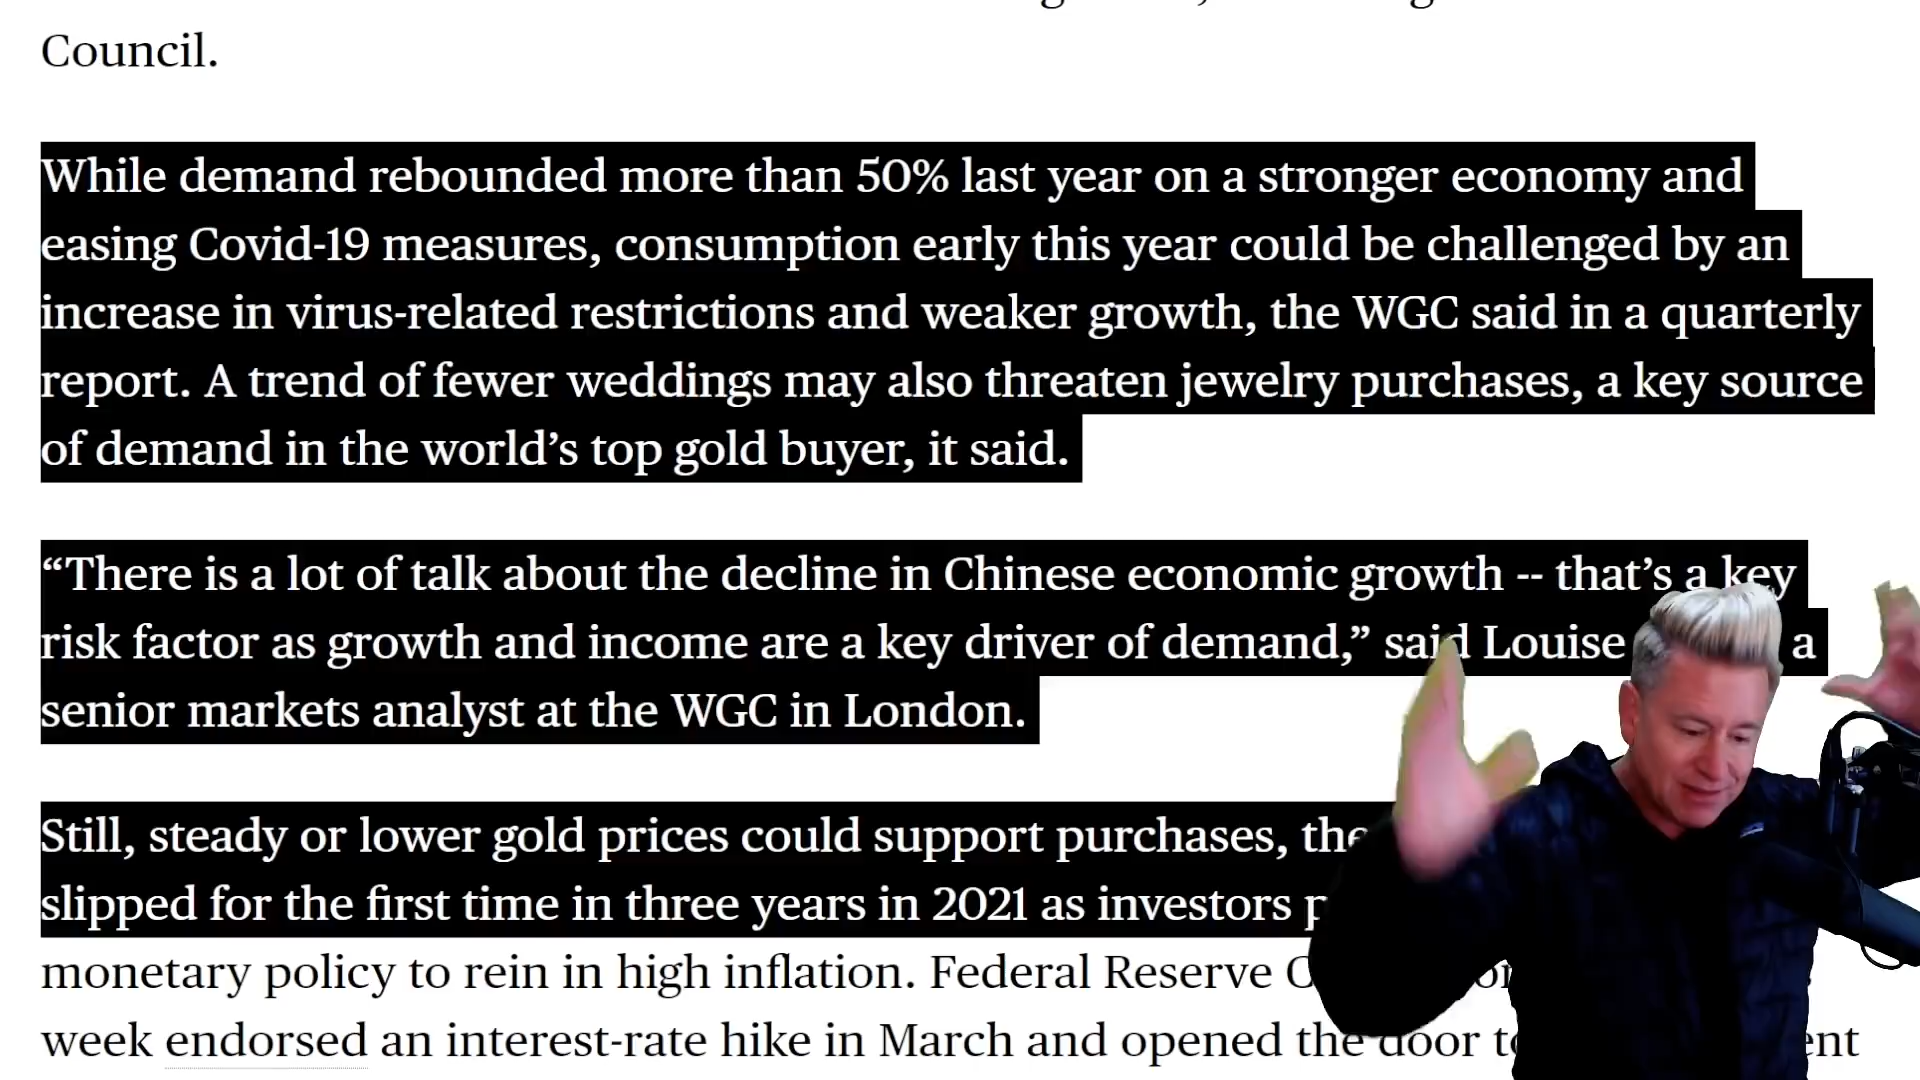 Council.
While demand rebounded more than 50% last year on a stronger economy and
easing Covid-19 measures, consumption early this year could be challenged by an
increase in virus-related restrictions and weaker growth, the WGC said in a quarterly
report. A trend of fewer weddings may also threaten jewelry purchases, a key source
of demand in the world’s top gold buyer, it said.
“There is a lot of talk about the decline in Chinese economic growth -- that’s a key
risk factor as growth and income are a key driver of demand,” said Louise a
senior markets analyst at the WGC in London.
Still, steady or lower gold prices could support purchases,
slipped for the first time in three years in 2021 as investors
monetary policy to rein in high inflation. Federal Reserve
week endorsed an interest-rate hike in March and opened the door